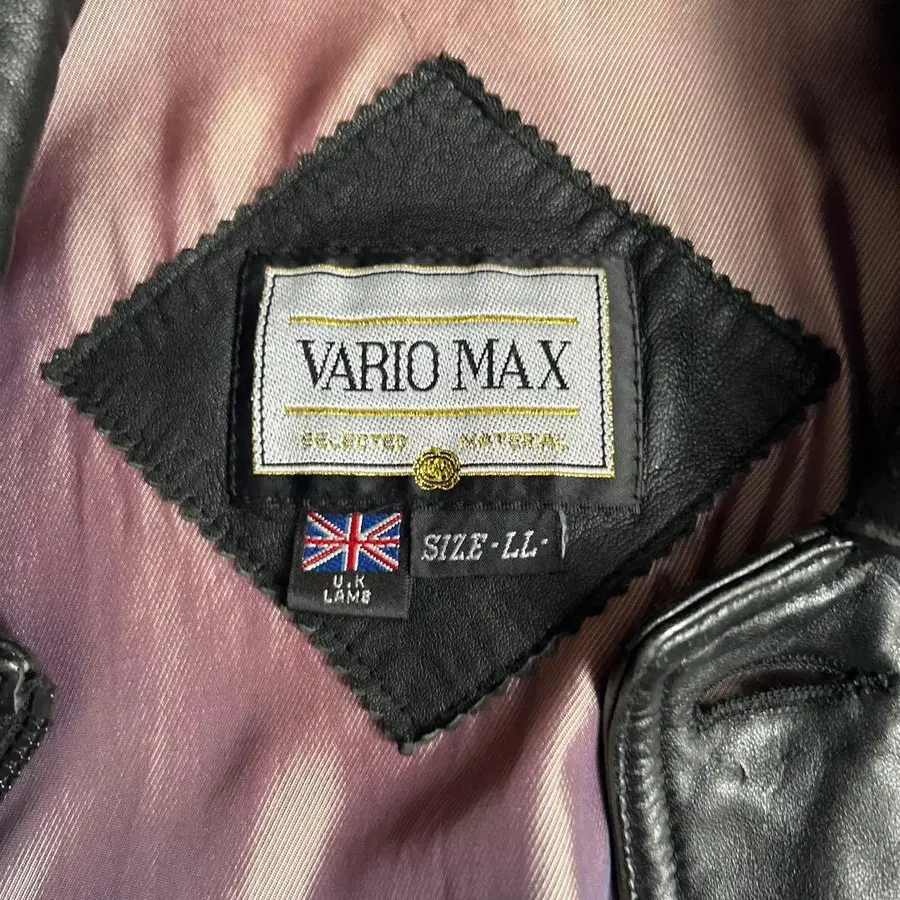 VARIO MAX
SELECTED MATERIAL
U.K
LAMB
SIZE-LL-